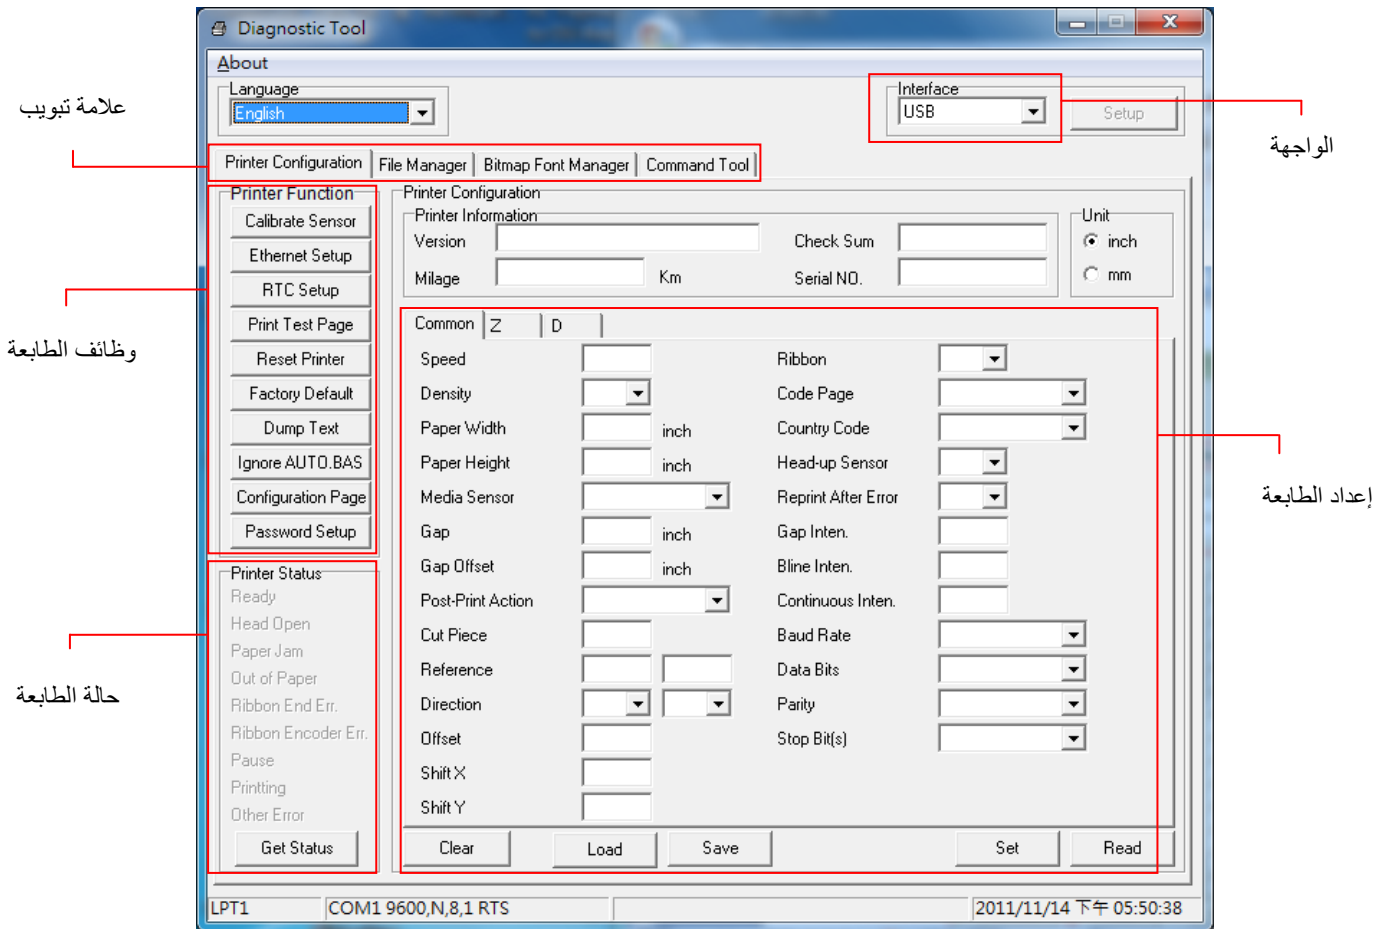 Diagnostic Tool
About
Language
English
Interface
USB
Setup
علامة تبويب
الواجهة
Printer Configuration
File Manager
Bitmap Font Manager
Command Tool
Printer Function
Calibrate Sensor
Ethernet Setup
RTC Setup
Print Test Page
Reset Printer
Factory Default
Dump Text
Ignore AUTO.BAS
Configuration Page
Password Setup
وظائف الطابعة
Printer Status
Ready
Head Open
Paper Jam
Out of Paper
Ribbon End Err.
Ribbon Encoder Err.
Pause
Printting
Other Error
Get Status
حالة الطابعة
Printer Configuration
Printer Information
Version
Check Sum
Milage
Km
Serial NO.
Unit
inch
mm
Common
Z
D
Speed
Density
Paper Width
inch
Paper Height
inch
Media Sensor
Gap
inch
Gap Offset
inch
Post-Print Action
Cut Piece
Reference
Direction
Offset
Shift X
Shift Y
Ribbon
Code Page
Country Code
Head-up Sensor
Reprint After Error
Gap Inten.
Bline Inten.
Continuous Inten.
Baud Rate
Data Bits
Parity
Stop Bit(s)
إعداد الطابعة
Clear
Load
Save
Set
Read
LPT1
COM1 9600,N,8,1 RTS
2011/11/14 下午 05:50:38